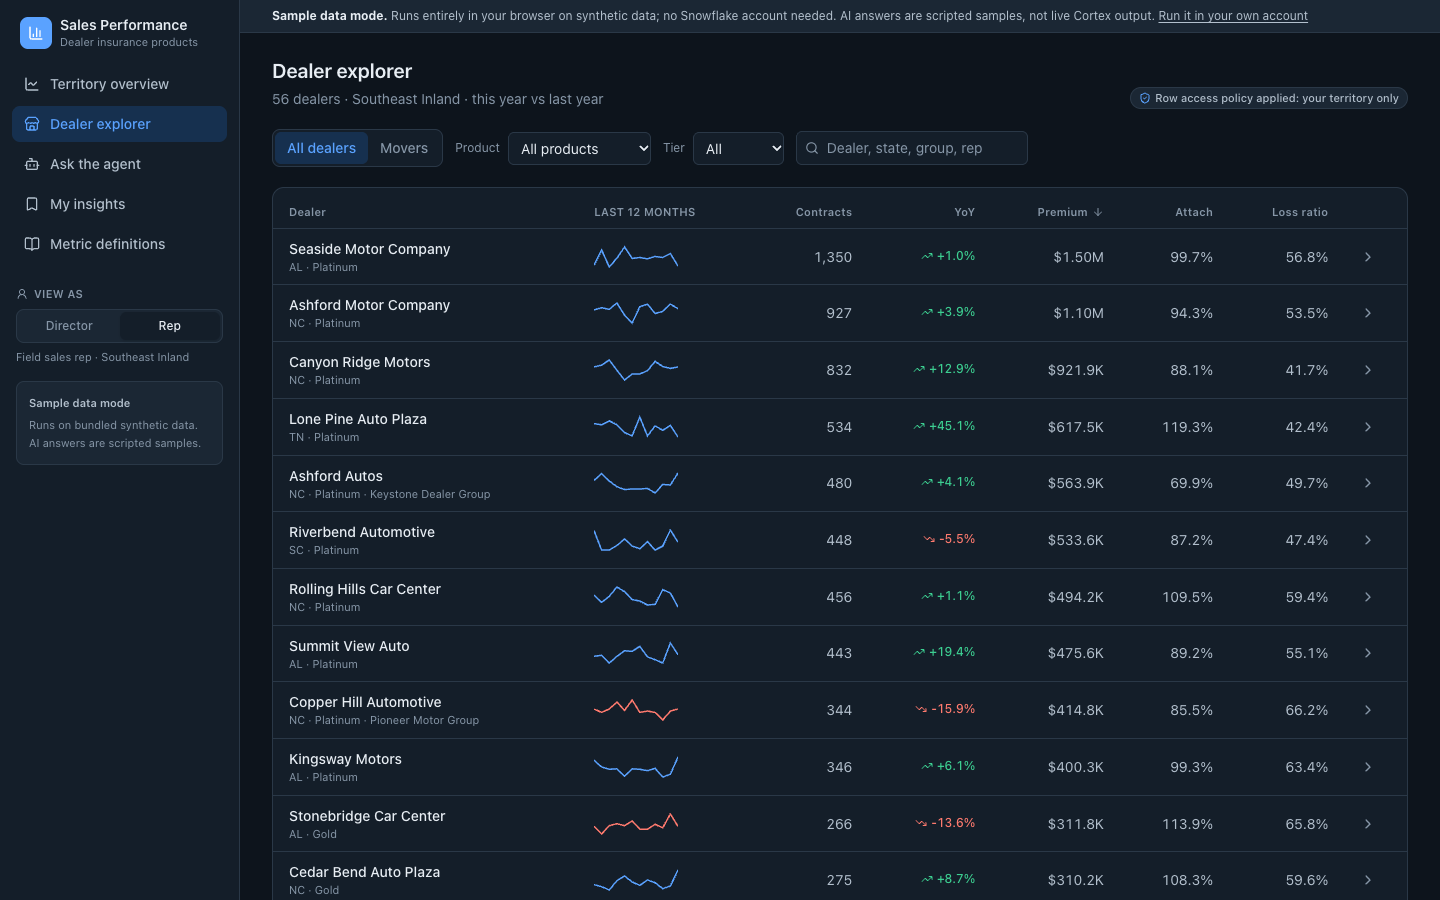 Sales Performance
Dealer insurance products
Territory overview
Dealer explorer
Ask the agent
My insights
Metric definitions
VIEW AS
Director Rep
Field sales rep · Southeast Inland
Sample data mode
Runs on bundled synthetic data.
AI answers are scripted samples.
Sample data mode. Runs entirely in your browser on synthetic data; no Snowflake account needed. AI answers are scripted samples, not live Cortex output. Run it in your own account
Dealer explorer
56 dealers · Southeast Inland · this year vs last year
Row access policy applied: your territory only
All dealers Movers Product All products Tier All Dealer, state, group, rep
Dealer LAST 12 MONTHS Contracts YoY Premium ↓ Attach Loss ratio
Seaside Motor Company
AL · Platinum
1,350 +1.0% $1.50M 99.7% 56.8%
Ashford Motor Company
NC · Platinum
927 +3.9% $1.10M 94.3% 53.5%
Canyon Ridge Motors
NC · Platinum
832 +12.9% $921.9K 88.1% 41.7%
Lone Pine Auto Plaza
TN · Platinum
534 +45.1% $617.5K 119.3% 42.4%
Ashford Autos
NC · Platinum · Keystone Dealer Group
480 +4.1% $563.9K 69.9% 49.7%
Riverbend Automotive
SC · Platinum
448 -5.5% $533.6K 87.2% 47.4%
Rolling Hills Car Center
NC · Platinum
456 +1.1% $494.2K 109.5% 59.4%
Summit View Auto
AL · Platinum
443 +19.4% $475.6K 89.2% 55.1%
Copper Hill Automotive
NC · Platinum · Pioneer Motor Group
344 -15.9% $414.8K 85.5% 66.2%
Kingsway Motors
AL · Platinum
346 +6.1% $400.3K 99.3% 63.4%
Stonebridge Car Center
AL · Gold
266 -13.6% $311.8K 113.9% 65.8%
Cedar Bend Auto Plaza
NC · Gold
275 +8.7% $310.2K 108.3% 59.6%